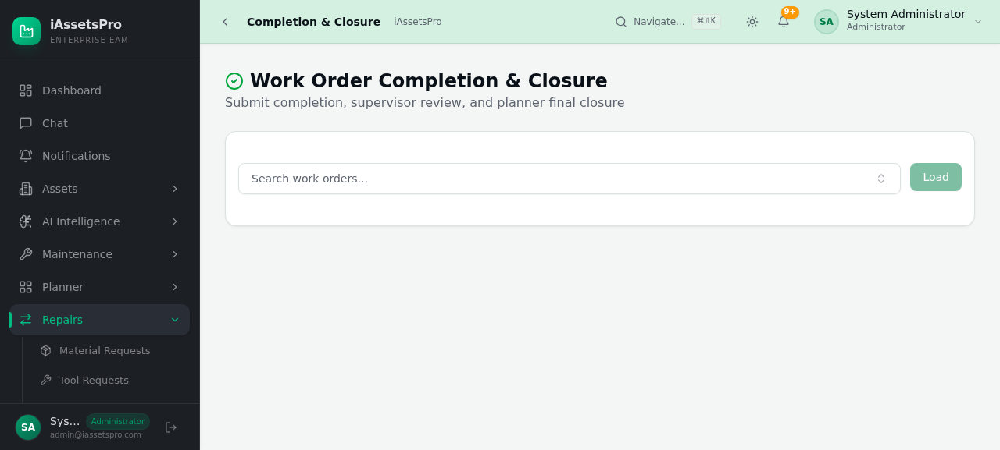 iAssetsPro
ENTERPRISE EAM
Dashboard
Chat
Notifications
Assets
AI Intelligence
Maintenance
Planner
Repairs
Material Requests
Tool Requests
SA
Sys...
Administrator
admin@iassetspro.com
Completion & Closure
iAssetsPro
Navigate...
⌘⇧K
9+
SA
System Administrator
Administrator
Work Order Completion & Closure
Submit completion, supervisor review, and planner final closure
Search work orders...
Load